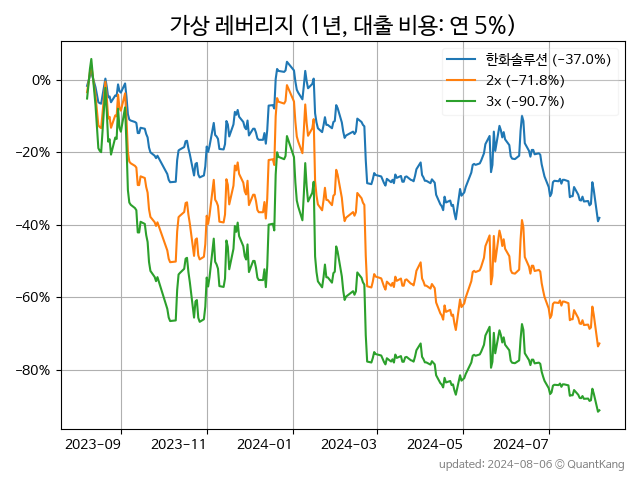 가상 레버리지 (1년, 대출 비용: 연 5%)
한화솔루션 (−37.0%)
2x (−71.8%)
3x (−90.7%)
0%
−20%
−40%
−60%
−80%
2023-09 2023-11 2024-01 2024-03 2024-05 2024-07
updated: 2024-08-06 © QuantKang